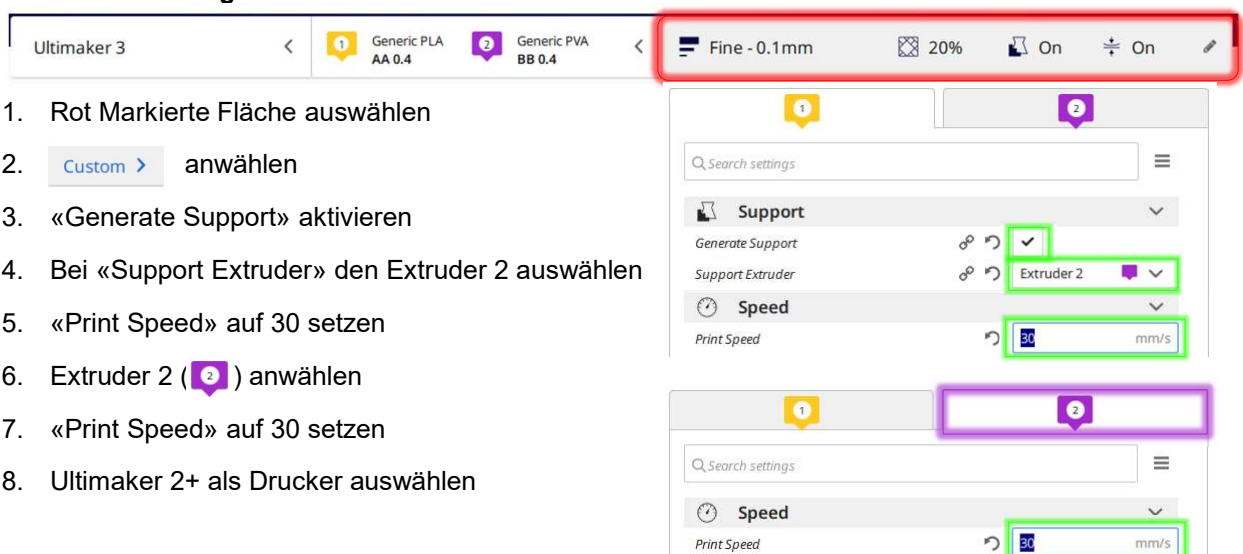 Ultimaker 3
1
Generic PLA
AA 0.4
2
Generic PVA
BB 0.4
Fine - 0.1mm
20%
On
On
1. Rot Markierte Fläche auswählen
2. Custom > anwählen
3. «Generate Support» aktivieren
4. Bei «Support Extruder» den Extruder 2 auswählen
5. «Print Speed» auf 30 setzen
6. Extruder 2 ( 2 ) anwählen
7. «Print Speed» auf 30 setzen
8. Ultimaker 2+ als Drucker auswählen
1
2
Search settings
Support
Generate Support
Support Extruder Extruder 2
Speed
Print Speed 30 mm/s
1
2
Search settings
Speed
Print Speed 30 mm/s